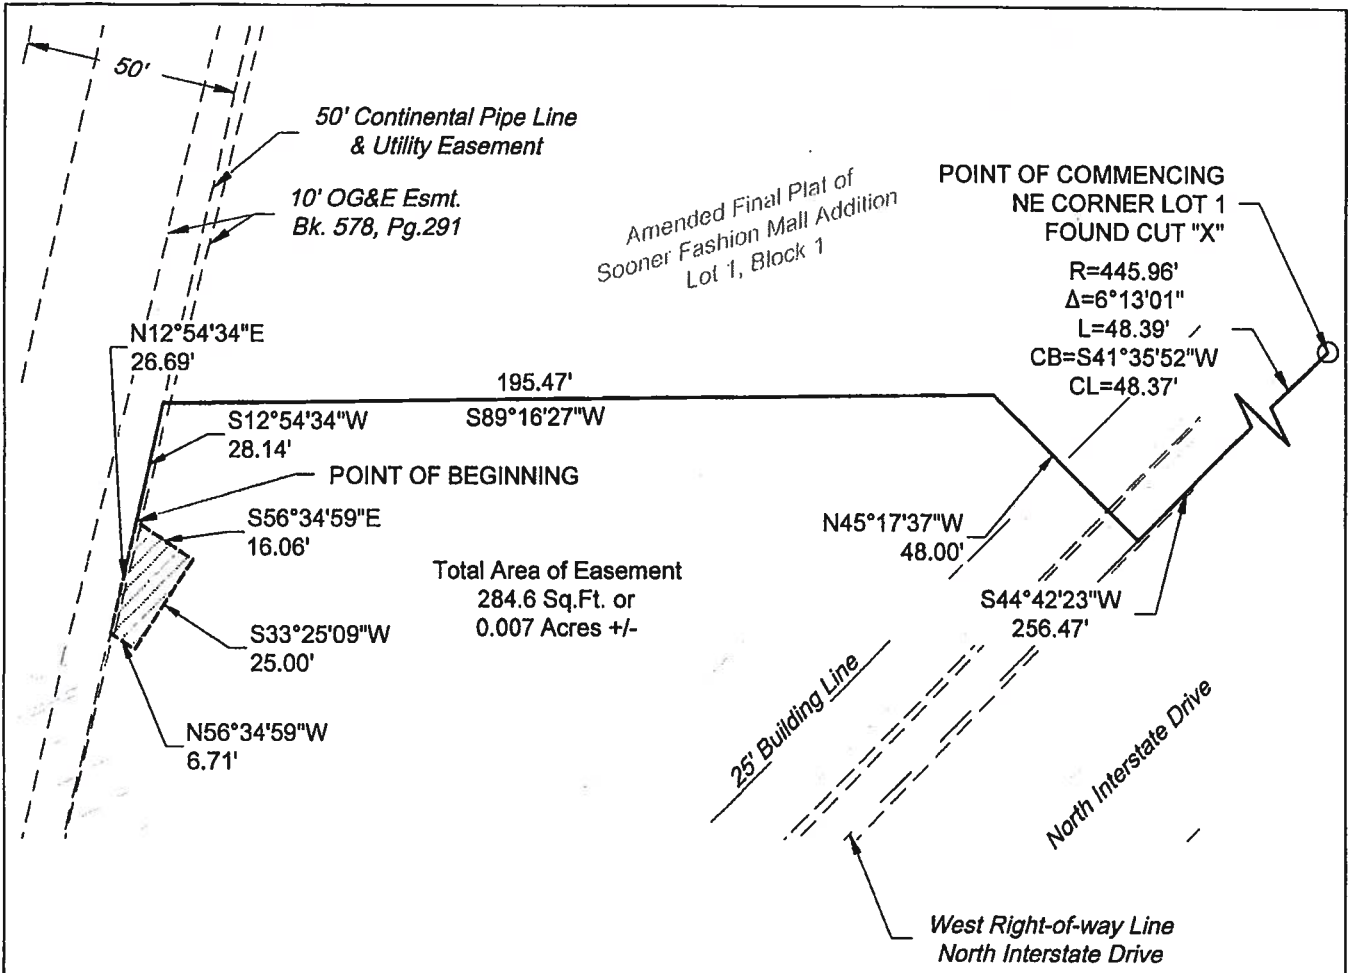 50'
50' Continental Pipe Line
& Utility Easement
10' OG&E Esmt.
Bk. 578, Pg.291
Amended Final Plat of
Sooner Fashion Mall Addition
Lot 1, Block 1
POINT OF COMMENCING
NE CORNER LOT 1
FOUND CUT "X"
R=445.96'
Δ=6°13'01"
L=48.39'
CB=S41°35'52"W
CL=48.37'
N12°54'34"E
26.69'
195.47'
S89°16'27"W
S12°54'34"W
28.14'
POINT OF BEGINNING
S56°34'59"E
16.06'
N45°17'37"W
48.00'
Total Area of Easement
284.6 Sq.Ft. or
0.007 Acres +/-
S44°42'23"W
256.47'
S33°25'09"W
25.00'
N56°34'59"W
6.71'
25' Building Line
North Interstate Drive
West Right-of-way Line
North Interstate Drive